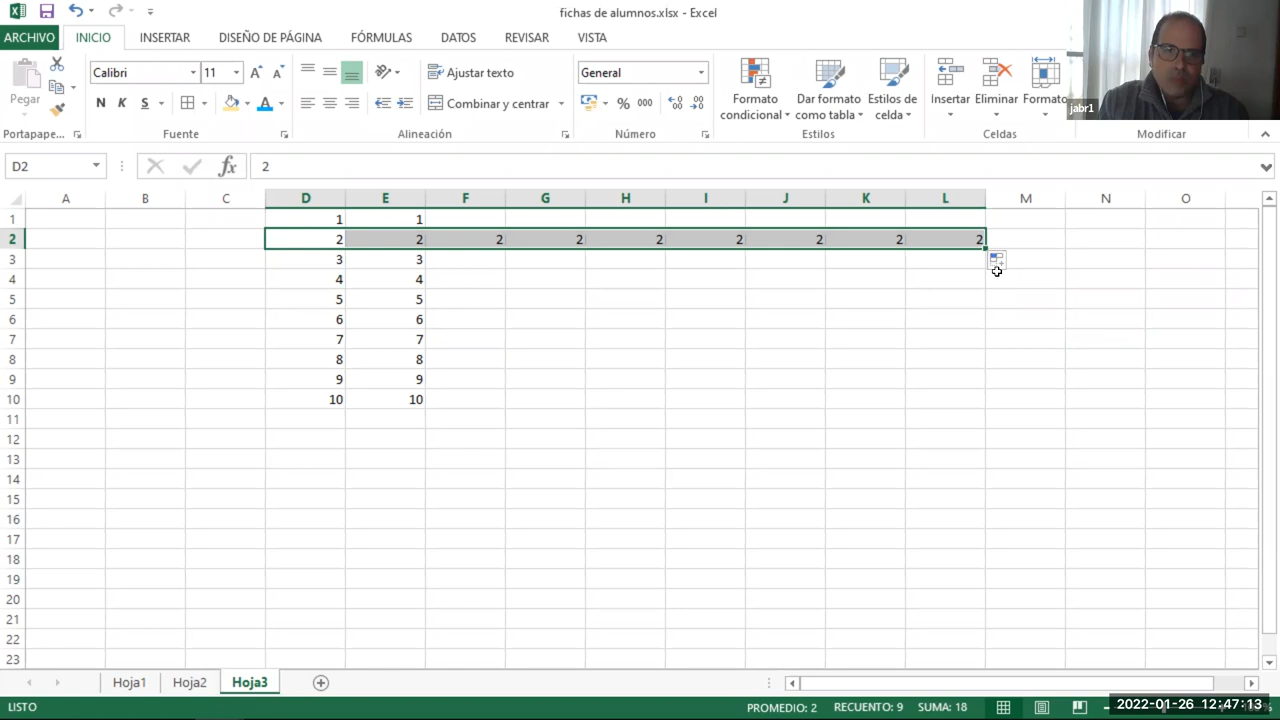 fichas de alumnos.xlsx - Excel
ARCHIVO INICIO INSERTAR DISEÑO DE PÁGINA FÓRMULAS DATOS REVISAR VISTA
Pegar
Calibri 11
N K S A
Ajustar texto
Combinar y centrar
General
% 000
Formato condicional
Dar formato como tabla
Estilos de celda
Insertar Eliminar Formato
jabr1
Portapape... Fuente Alineación Número Estilos Celdas Modificar
D2 fx 2
A B C D E F G H I J K L M N O
1 1 1
2 2 2 2 2 2 2 2 2 2
3 3 3
4 4 4
5 5 5
6 6 6
7 7 7
8 8 8
9 9 9
10 10 10
11
12
13
14
15
16
17
18
19
20
21
22
23
Hoja1 Hoja2 Hoja3
LISTO PROMEDIO: 2 RECUENTO: 9 SUMA: 18
2022-01-26 12:47:13